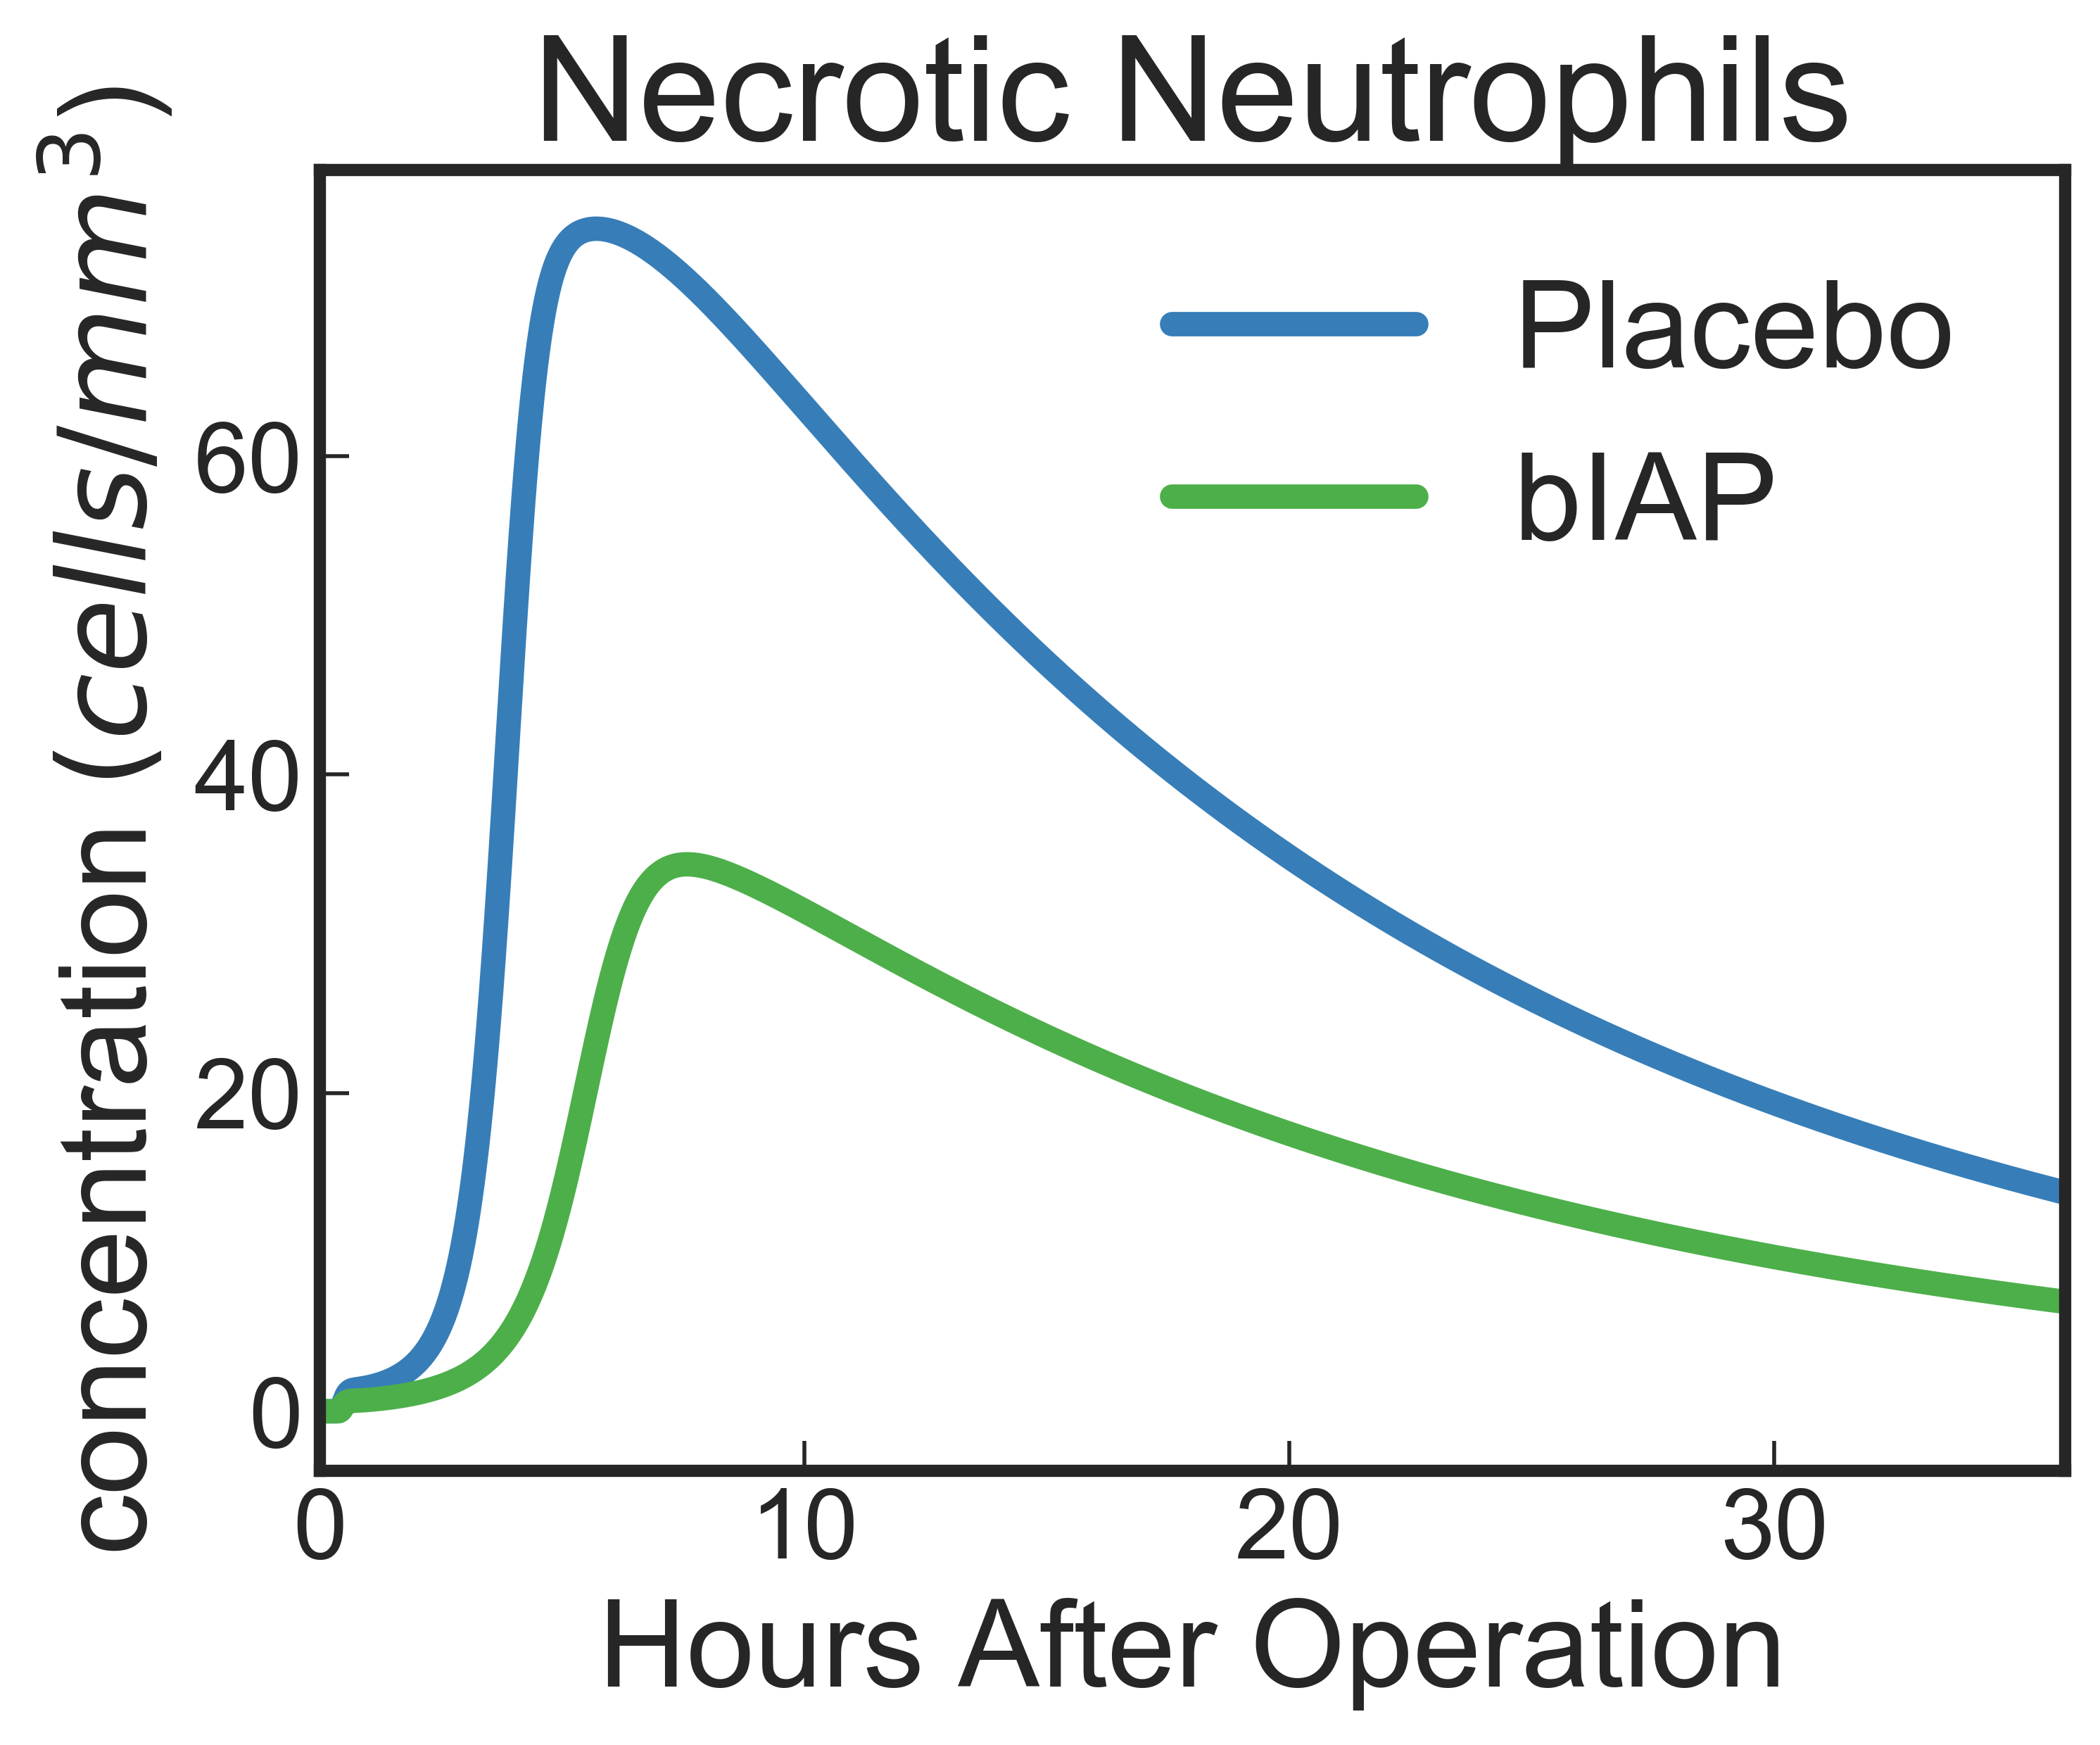 Necrotic Neutrophils
concentration (cells/mm³)
60
40
20
0
0 10 20 30
Hours After Operation
Placebo
bIAP